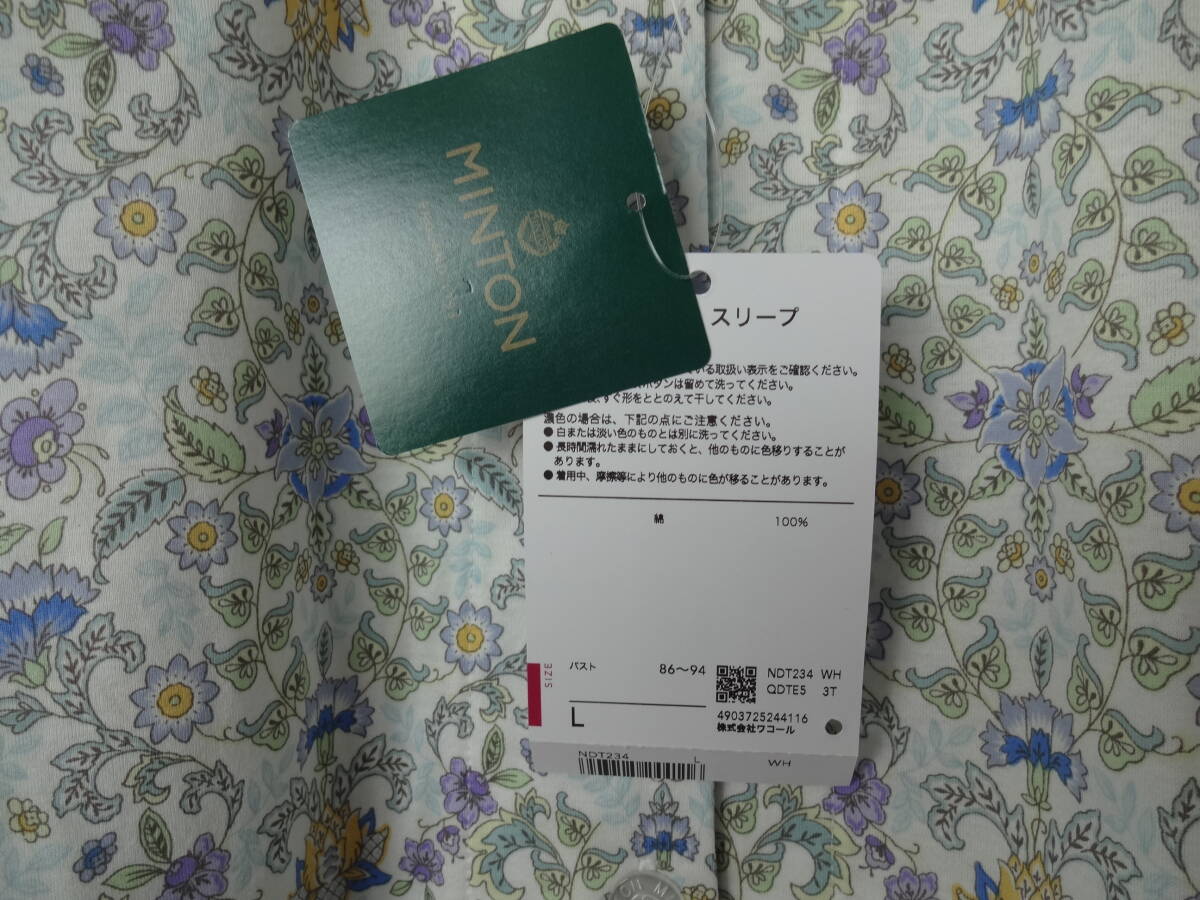 MINTON
スリープ
いる取扱い表示をご確認ください。
ボタンは留めて洗ってください。
すぐ形をととのえて干してください。
濃色の場合は、下記の点にご注意ください。
● 白または淡い色のものとは別に洗ってください。
● 長時間濡れたままにしておくと、他のものに色移りすることが
あります。
● 着用中、摩擦等により他のものに色が移ることがあります。
綿 100%
SIZE
バスト 86〜94
L
NDT234 WH
QDTE5 3T
4903725244116
株式会社ワコール
NDT234 L WH